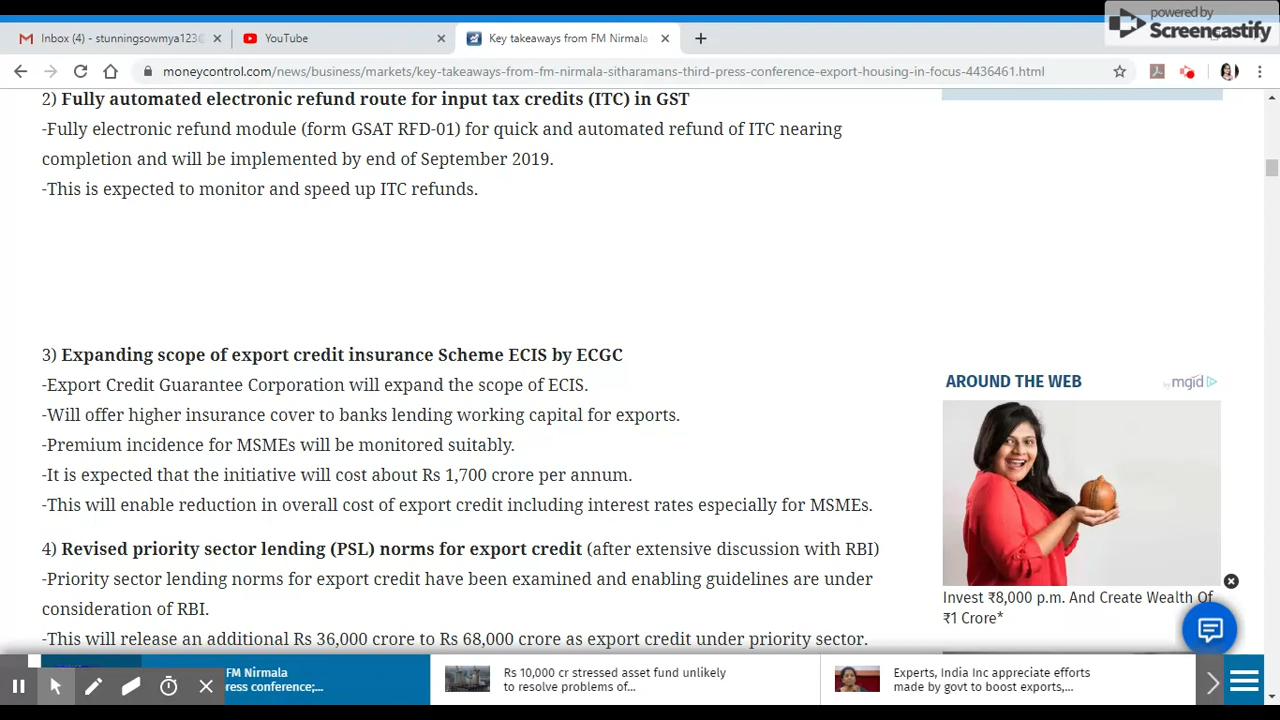 powered by
Screencastify
Inbox (4) - stunningsowmya123@
YouTube
Key takeaways from FM Nirmala
moneycontrol.com/news/business/markets/key-takeaways-from-fm-nirmala-sitharamans-third-press-conference-export-housing-in-focus-4436461.html
2) Fully automated electronic refund route for input tax credits (ITC) in GST
-Fully electronic refund module (form GSAT RFD-01) for quick and automated refund of ITC nearing
completion and will be implemented by end of September 2019.
-This is expected to monitor and speed up ITC refunds.
3) Expanding scope of export credit insurance Scheme ECIS by ECGC
-Export Credit Guarantee Corporation will expand the scope of ECIS.
-Will offer higher insurance cover to banks lending working capital for exports.
-Premium incidence for MSMEs will be monitored suitably.
-It is expected that the initiative will cost about Rs 1,700 crore per annum.
-This will enable reduction in overall cost of export credit including interest rates especially for MSMEs.
4) Revised priority sector lending (PSL) norms for export credit (after extensive discussion with RBI)
-Priority sector lending norms for export credit have been examined and enabling guidelines are under
consideration of RBI.
-This will release an additional Rs 36,000 crore to Rs 68,000 crore as export credit under priority sector.
AROUND THE WEB
by mgid
Invest ₹8,000 p.m. And Create Wealth Of
₹1 Crore*
FM Nirmala
ress conference;...
Rs 10,000 cr stressed asset fund unlikely
to resolve problems of...
Experts, India Inc appreciate efforts
made by govt to boost exports,...